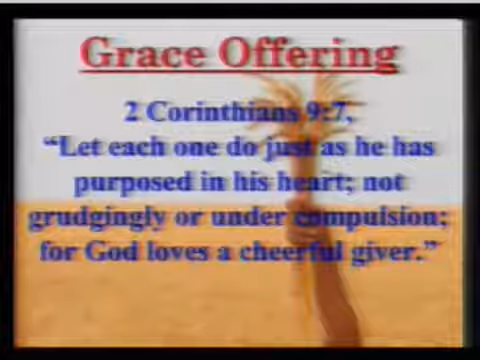 Grace Offering
2 Corinthians 9:7,
“Let each one do just as he has
purposed in his heart; not
grudgingly or under compulsion;
for God loves a cheerful giver.”